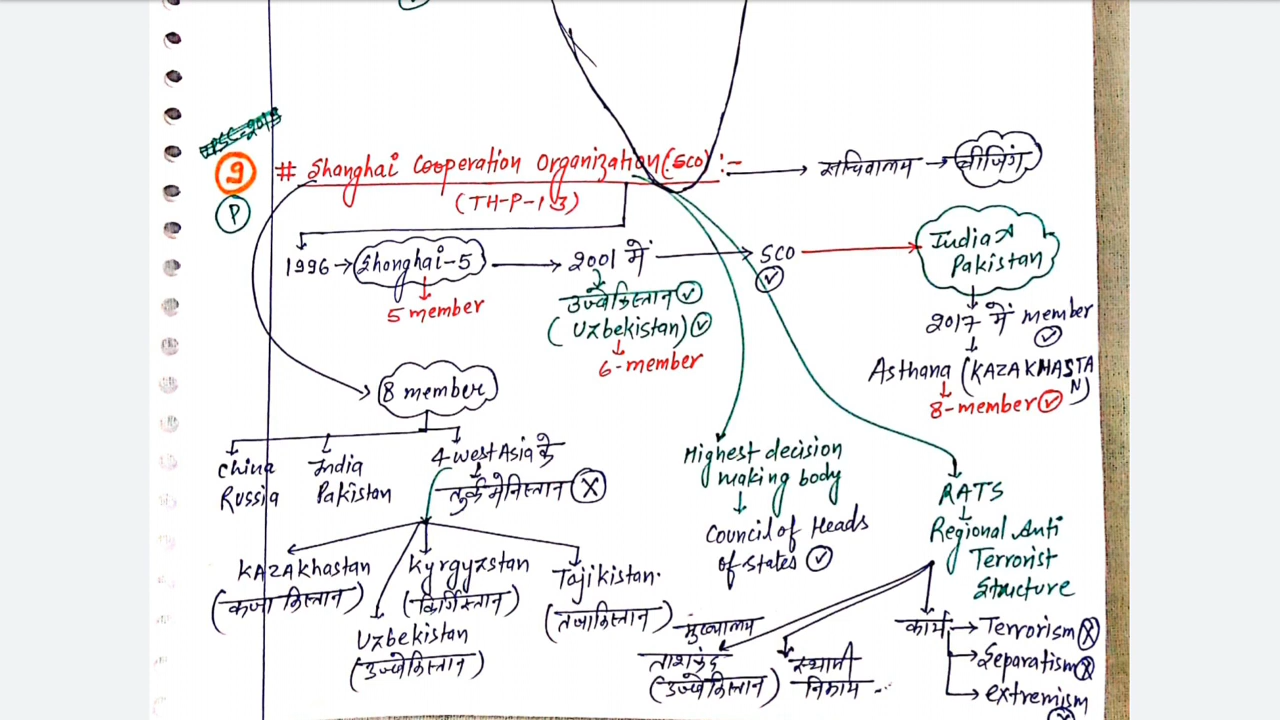 UPSC-2015
9 # Shanghai Cooperation Organization (SCO) :- → सचिवालय → बीजिंग
P
(TH-P-13)
1996 → Shonghai-5 → 2001 में → SCO → India & Pakistan
5 member
उज्बेकिस्तान
(Uzbekistan)
6-member
2017 में member
Asthana (KAZAKHASTAN)
8-member
8 member
China
Russia
India
Pakistan
4 west Asia के
तुर्कमेनिस्तान
KAZAKhastan
(कजाकिस्तान)
Kyrgyzstan
(किर्गिस्तान)
Tajikistan.
(तजाकिस्तान)
Uzbekistan
(उज्बेकिस्तान)
Highest decision
making body
Council of Heads
of states
RATS
Regional Anti
Terrorist
Structure
मुख्यालय
ताशकंद
(उज्बेकिस्तान)
स्थायी
निकाय
कार्य
Terrorism
Separatism
extremism